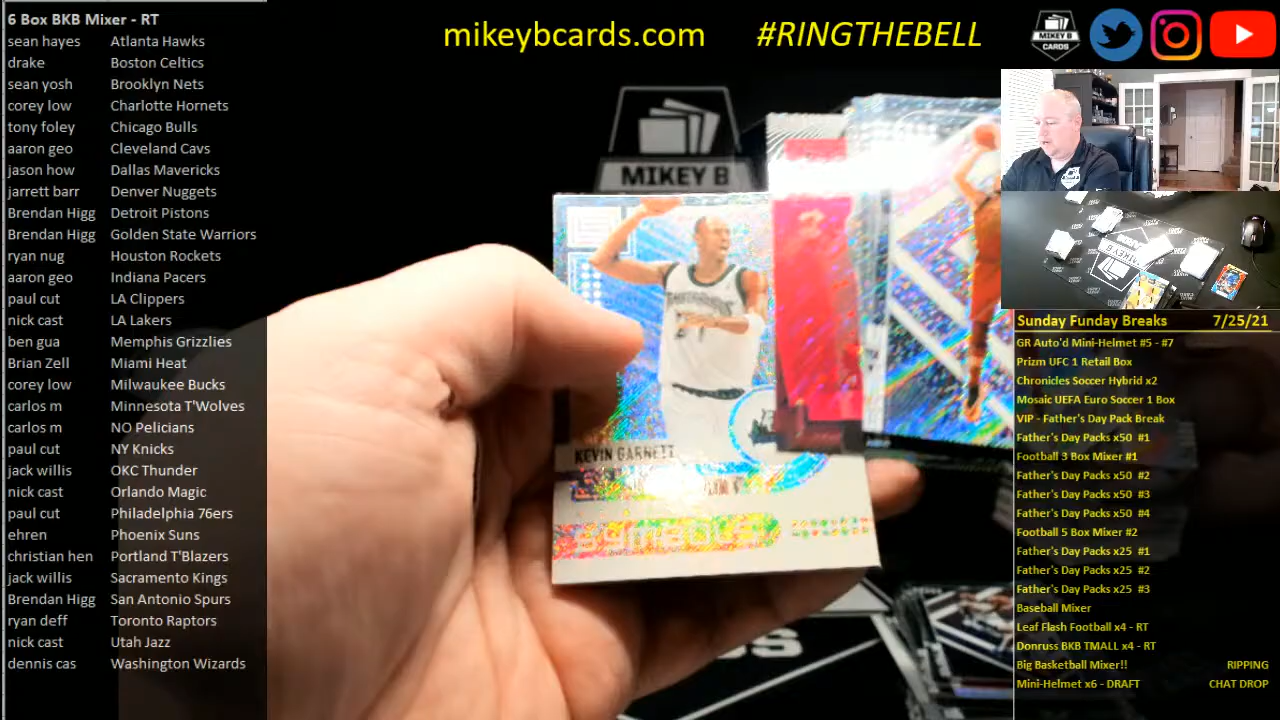 6 Box BKB Mixer - RT
sean hayes Atlanta Hawks
drake Boston Celtics
sean yosh Brooklyn Nets
corey low Charlotte Hornets
tony foley Chicago Bulls
aaron geo Cleveland Cavs
jason how Dallas Mavericks
jarrett barr Denver Nuggets
Brendan Higg Detroit Pistons
Brendan Higg Golden State Warriors
ryan nug Houston Rockets
aaron geo Indiana Pacers
paul cut LA Clippers
nick cast LA Lakers
ben gua Memphis Grizzlies
Brian Zell Miami Heat
corey low Milwaukee Bucks
carlos m Minnesota T'Wolves
carlos m NO Pelicians
paul cut NY Knicks
jack willis OKC Thunder
nick cast Orlando Magic
paul cut Philadelphia 76ers
ehren Phoenix Suns
christian hen Portland T'Blazers
jack willis Sacramento Kings
Brendan Higg San Antonio Spurs
ryan deff Toronto Raptors
nick cast Utah Jazz
dennis cas Washington Wizards
mikeybcards.com #RINGTHEBELL
MIKEY B
CARDS
MIKEY B
KEVIN GARNETT
MIKEY B
Sunday Funday Breaks 7/25/21
GR Auto'd Mini-Helmet #5 - #7
Prizm UFC 1 Retail Box
Chronicles Soccer Hybrid x2
Mosaic UEFA Euro Soccer 1 Box
VIP - Father's Day Pack Break
Father's Day Packs x50 #1
Football 3 Box Mixer #1
Father's Day Packs x50 #2
Father's Day Packs x50 #3
Father's Day Packs x50 #4
Football 5 Box Mixer #2
Father's Day Packs x25 #1
Father's Day Packs x25 #2
Father's Day Packs x25 #3
Baseball Mixer
Leaf Flash Football x4 - RT
Donruss BKB TMALL x4 - RT
Big Basketball Mixer!! RIPPING
Mini-Helmet x6 - DRAFT CHAT DROP